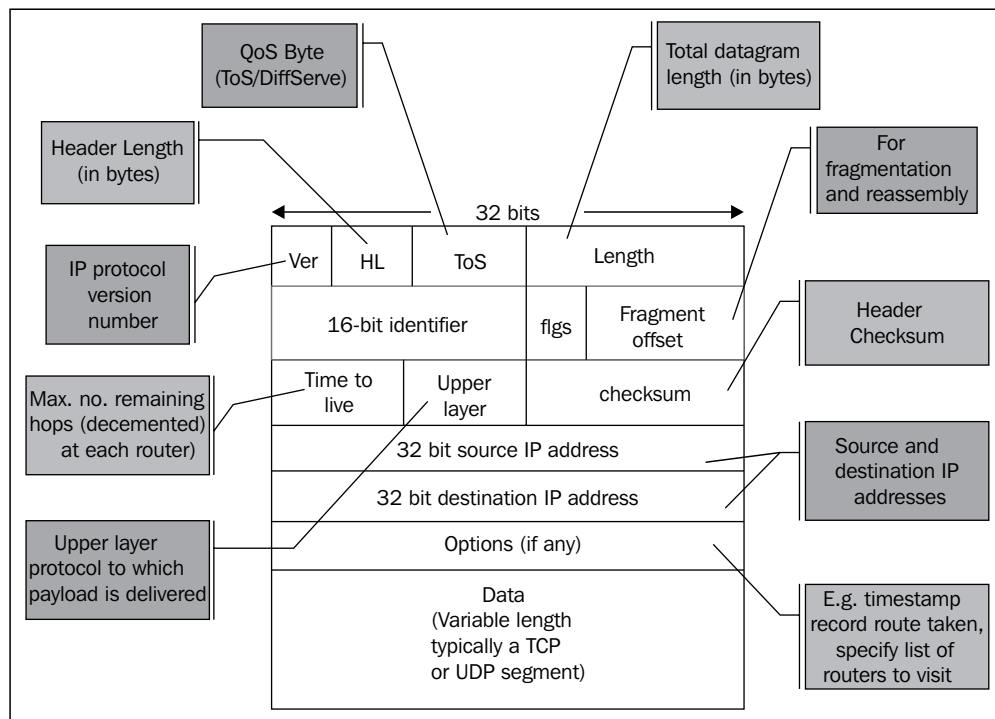 QoS Byte
(ToS/DiffServe)
Total datagram
length (in bytes)
Header Length
(in bytes)
For
fragmentation
and reassembly
32 bits
IP protocol
version
number
Ver
HL
ToS
Length
16-bit identifier
flgs
Fragment
offset
Header
Checksum
Max. no. remaining
hops (decemented)
at each router)
Time to
live
Upper
layer
checksum
32 bit source IP address
Source and
destination IP
addresses
32 bit destination IP address
Upper layer
protocol to which
payload is delivered
Options (if any)
Data
(Variable length
typically a TCP
or UDP segment)
E.g. timestamp
record route taken,
specify list of
routers to visit